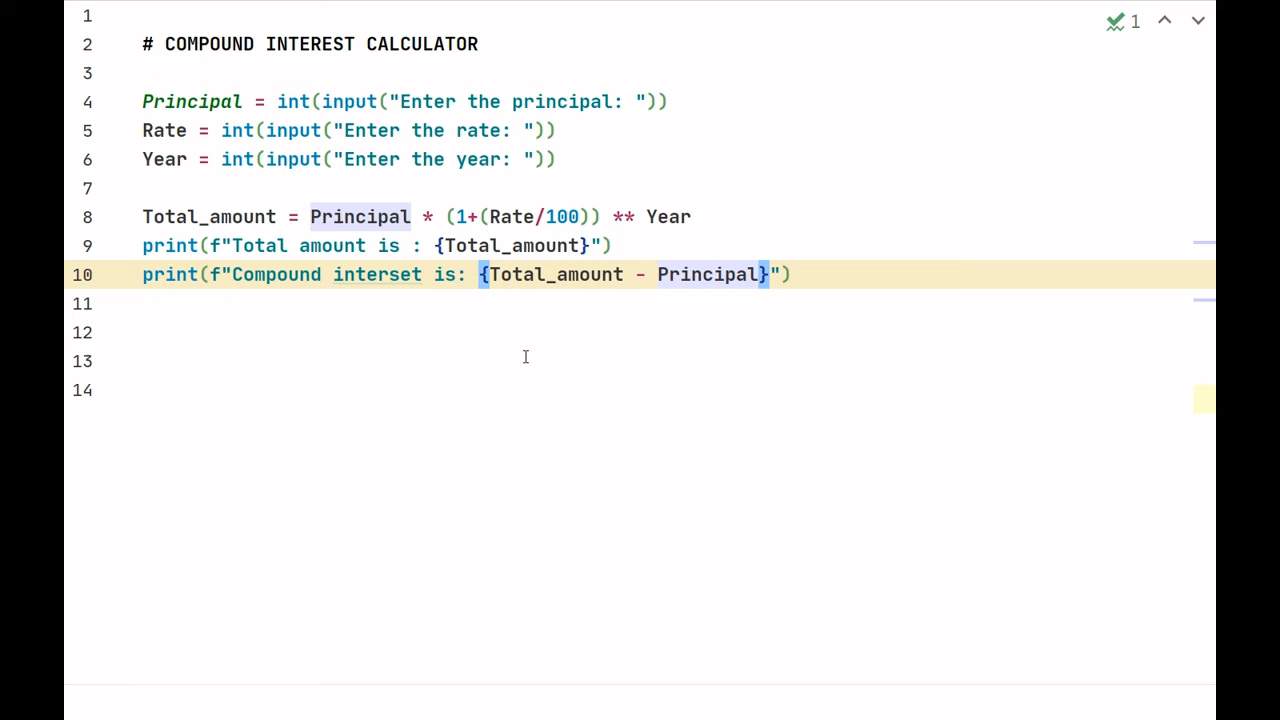 1
✓ 1
2 # COMPOUND INTEREST CALCULATOR
3
4 Principal = int(input("Enter the principal: "))
5 Rate = int(input("Enter the rate: "))
6 Year = int(input("Enter the year: "))
7
8 Total_amount = Principal * (1+(Rate/100)) ** Year
9 print(f"Total amount is : {Total_amount}")
10 print(f"Compound interset is: {Total_amount - Principal}")
11
12
13
14